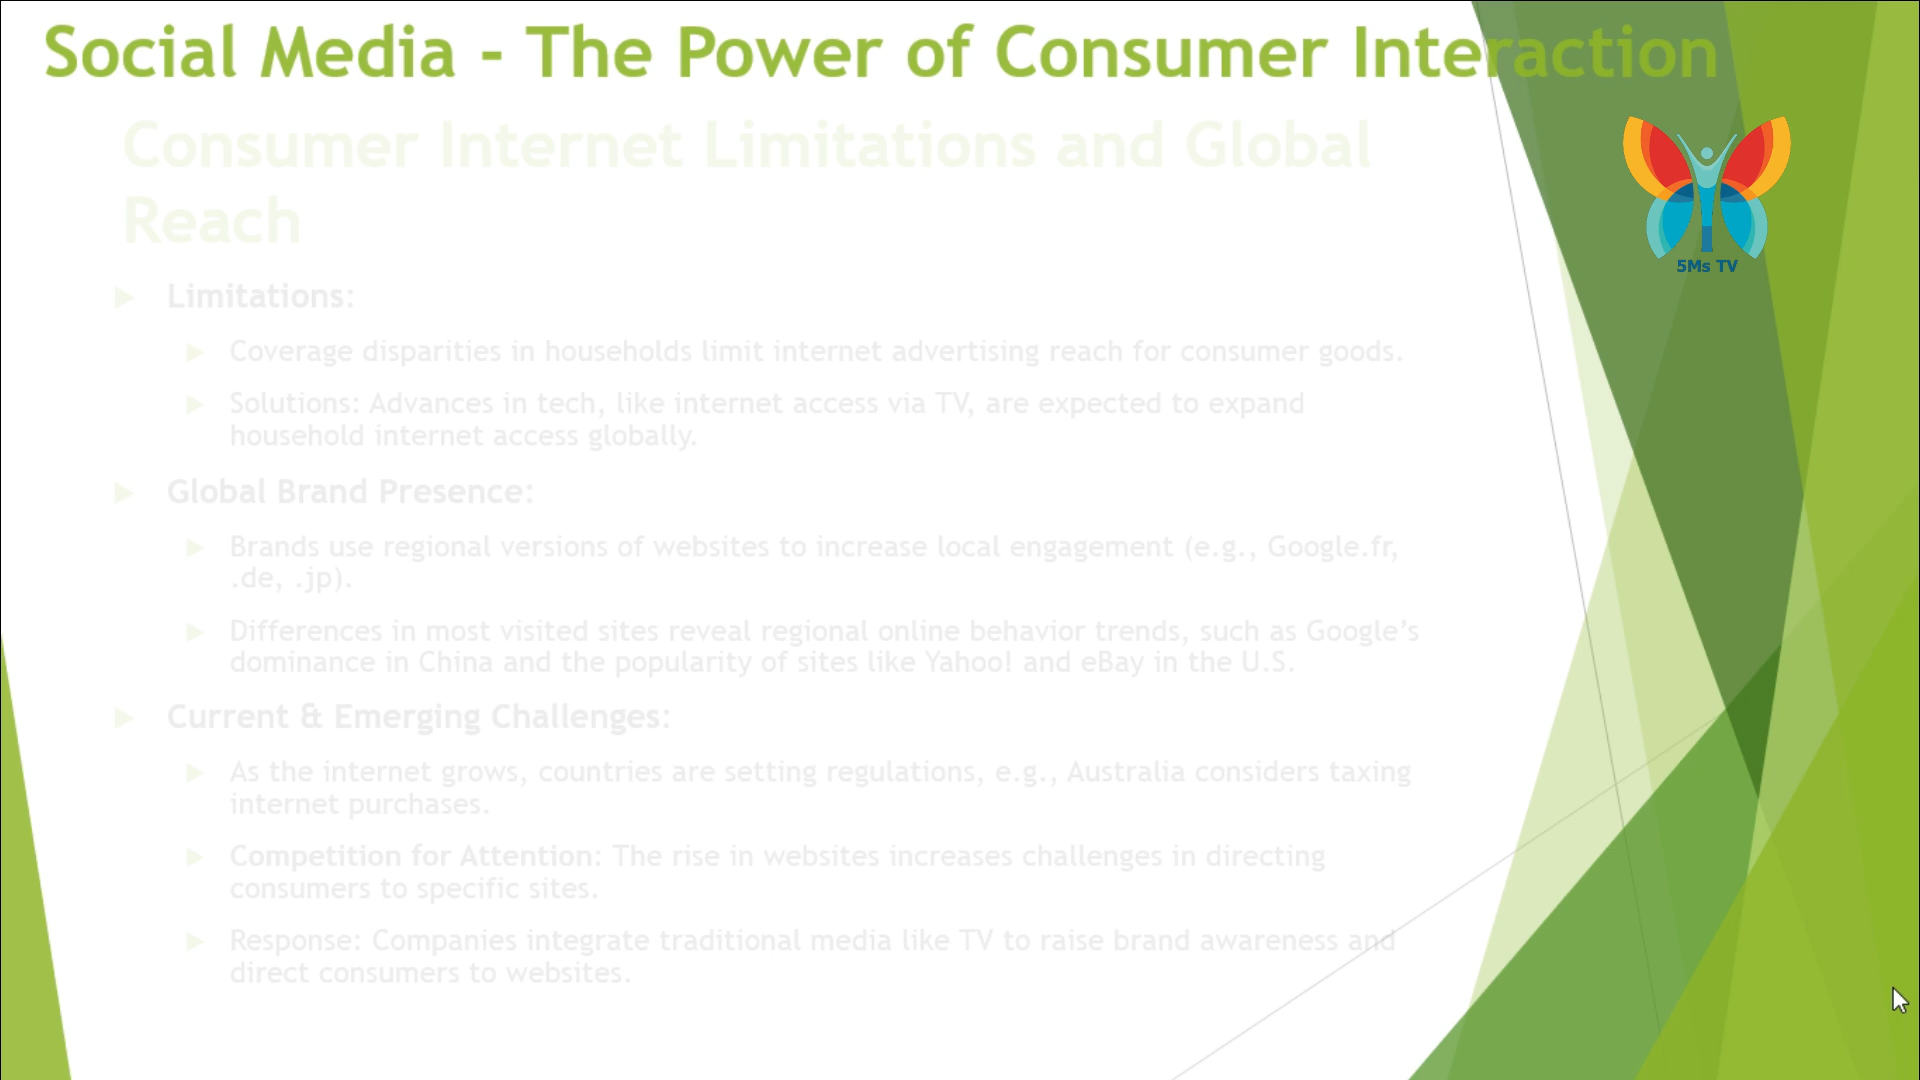 Social Media - The Power of Consumer Interaction
Consumer Internet Limitations and Global
Reach
5Ms TV
Limitations:
Coverage disparities in households limit internet advertising reach for consumer goods.
Solutions: Advances in tech, like internet access via TV, are expected to expand
household internet access globally.
Global Brand Presence:
Brands use regional versions of websites to increase local engagement (e.g., Google.fr,
.de, .jp).
Differences in most visited sites reveal regional online behavior trends, such as Google’s
dominance in China and the popularity of sites like Yahoo! and eBay in the U.S.
Current & Emerging Challenges:
As the internet grows, countries are setting regulations, e.g., Australia considers taxing
internet purchases.
Competition for Attention: The rise in websites increases challenges in directing
consumers to specific sites.
Response: Companies integrate traditional media like TV to raise brand awareness and
direct consumers to websites.